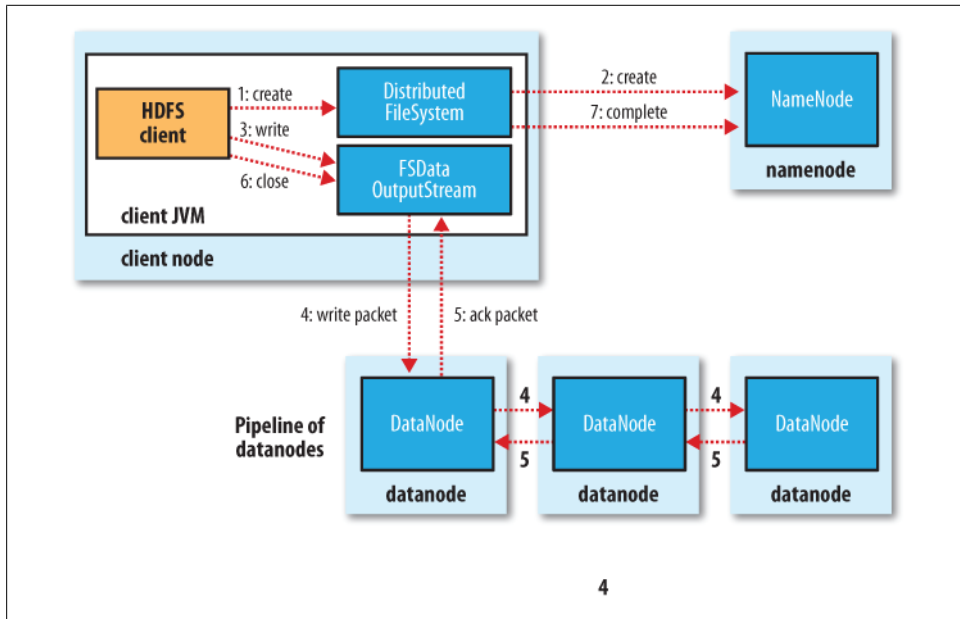 1: create
HDFS
client
3: write
6: close
client JVM
client node
Distributed
FileSystem
FSData
OutputStream
2: create
7: complete
NameNode
namenode
4: write packet
5: ack packet
Pipeline of
datanodes
DataNode
datanode
4
5
DataNode
datanode
4
5
DataNode
datanode
4